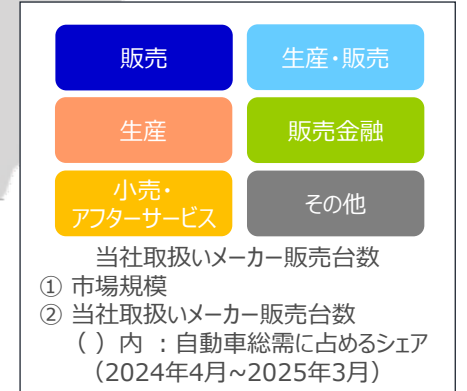 販売
生産・販売
生産
販売金融
小売・
アフターサービス
その他
当社取扱いメーカー販売台数
① 市場規模
② 当社取扱いメーカー販売台数
（ ）内 ：自動車総需に占めるシェア
（2024年4月~2025年3月）